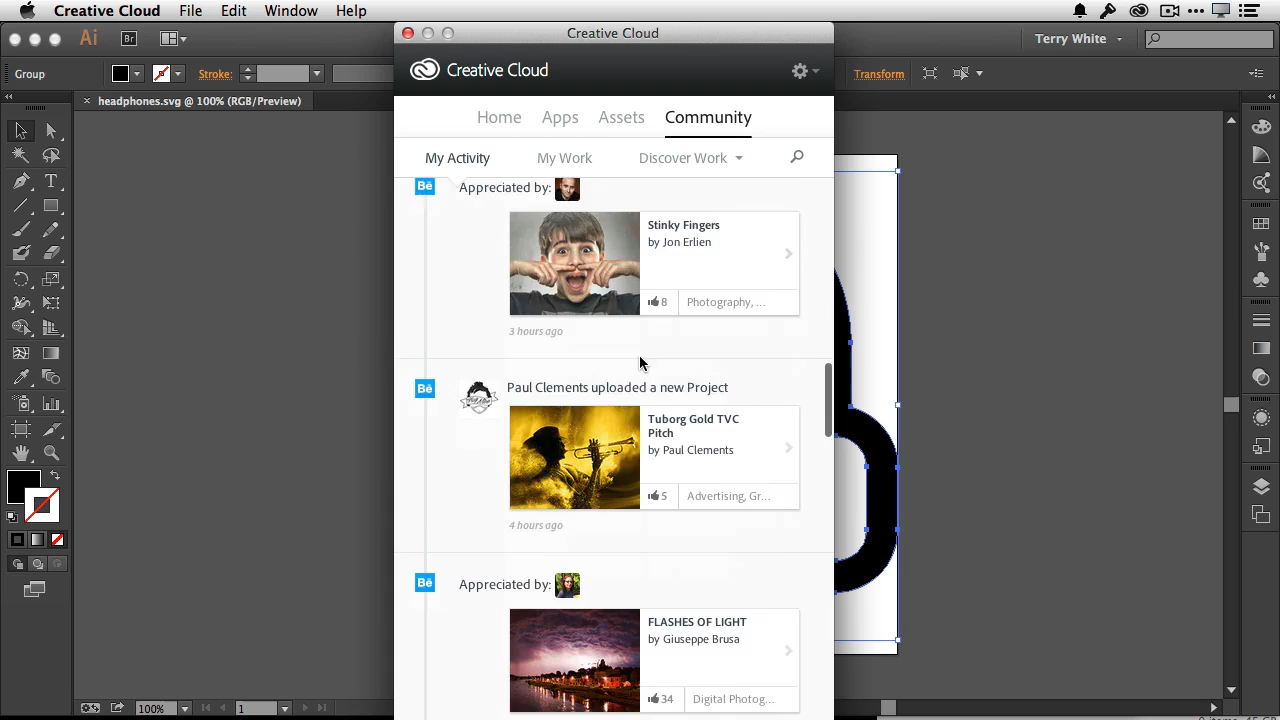 Creative Cloud File Edit Window Help
Creative Cloud
Ai Br Terry White
Creative Cloud
Group Stroke: Transform
headphones.svg @ 100% (RGB/Preview)
Home Apps Assets Community
My Activity My Work Discover Work
Bē Appreciated by:
Stinky Fingers
by Jon Erlien
8 Photography, ...
3 hours ago
Bē Paul Clements uploaded a new Project
Tuborg Gold TVC
Pitch
by Paul Clements
5 Advertising, Gr...
4 hours ago
Bē Appreciated by:
FLASHES OF LIGHT
by Giuseppe Brusa
34 Digital Photog...
100% 1